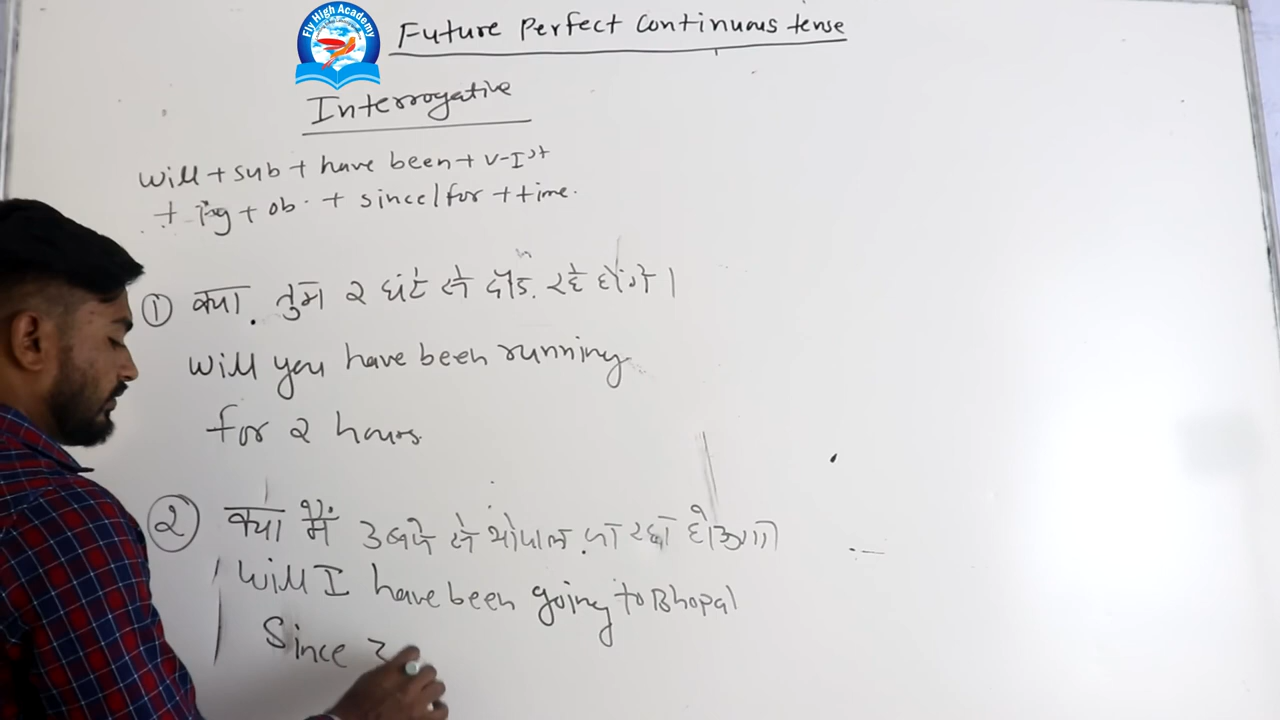 Fly High Academy
Future Perfect Continuous tense
Interrogative
Will + sub + have been + V-Ist
+ ing + ob. + since/for + time.
① क्या तुम २ घंटे से दौड़ रहे होंगे।
Will you have been running
for 2 hours
② क्या मैं 3 बजे से भोपाल जा रहा होऊंगा
Will I have been going to Bhopal
Since 3